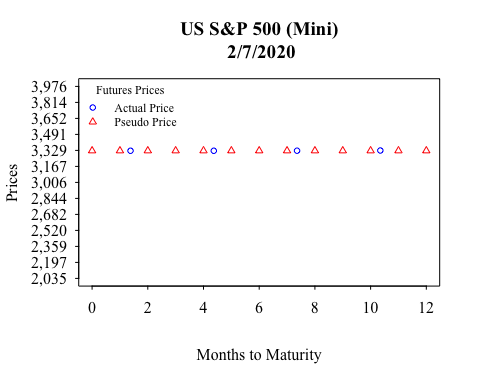 US S&P 500 (Mini)
2/7/2020
Futures Prices
Actual Price
Pseudo Price
Prices
3,976
3,814
3,652
3,491
3,329
3,167
3,006
2,844
2,682
2,520
2,359
2,197
2,035
0 2 4 6 8 10 12
Months to Maturity